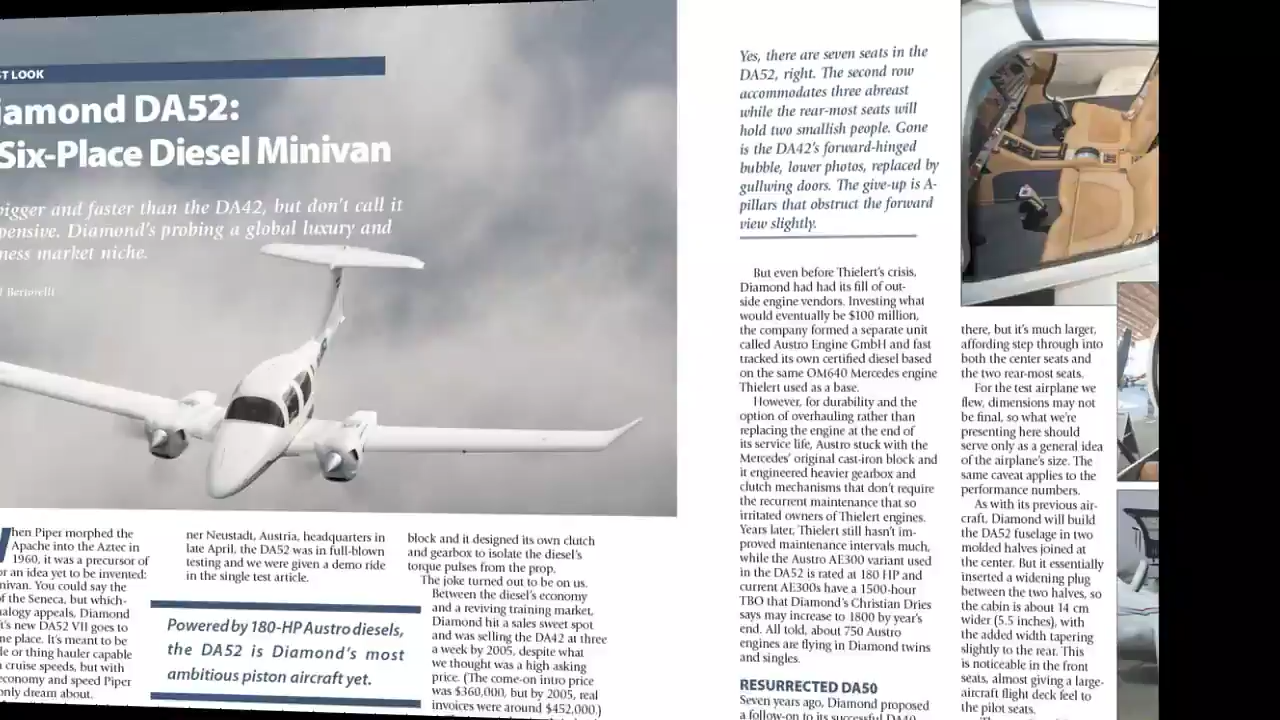 ST LOOK
iamond DA52:
Six-Place Diesel Minivan
bigger and faster than the DA42, but don't call it
pensive. Diamond's probing a global luxury and
ness market niche.
l Bertorelli
When Piper morphed the
Apache into the Aztec in
1960, it was a precursor of
or an idea yet to be invented:
nivan. You could say the
of the Seneca, but which-
nalogy appeals, Diamond
t's new DA52 VII goes to
ne place. It's meant to be
le or thing hauler capable
cruise speeds, but with
economy and speed Piper
only dream about.
ner Neustadt, Austria, headquarters in
late April, the DA52 was in full-blown
testing and we were given a demo ride
in the single test article.
Powered by 180-HP Austro diesels,
the DA52 is Diamond's most
ambitious piston aircraft yet.
block and it designed its own clutch
and gearbox to isolate the diesel's
torque pulses from the prop.
The joke turned out to be on us.
Between the diesel's economy
and a reviving training market,
Diamond hit a sales sweet spot
and was selling the DA42 at three
a week by 2005, despite what
we thought was a high asking
price. (The come-on intro price
was $360,000, but by 2005, real
invoices were around $452,000.)
Yes, there are seven seats in the
DA52, right. The second row
accommodates three abreast
while the rear-most seats will
hold two smallish people. Gone
is the DA42's forward-hinged
bubble, lower photos, replaced by
gullwing doors. The give-up is A-
pillars that obstruct the forward
view slightly.
But even before Thielert's crisis,
Diamond had had its fill of out-
side engine vendors. Investing what
would eventually be $100 million,
the company formed a separate unit
called Austro Engine GmbH and fast
tracked its own certified diesel based
on the same OM640 Mercedes engine
Thielert used as a base.
However, for durability and the
option of overhauling rather than
replacing the engine at the end of
its service life, Austro stuck with the
Mercedes' original cast-iron block and
it engineered heavier gearbox and
clutch mechanisms that don't require
the recurrent maintenance that so
irritated owners of Thielert engines.
Years later, Thielert still hasn't im-
proved maintenance intervals much,
while the Austro AE300 variant used
in the DA52 is rated at 180 HP and
current AE300s have a 1500-hour
TBO that Diamond's Christian Dries
says may increase to 1800 by year's
end. All told, about 750 Austro
engines are flying in Diamond twins
and singles.
RESURRECTED DA50
Seven years ago, Diamond proposed
a follow-on to its successful DA40
there, but it's much larger,
affording step through into
both the center seats and
the two rear-most seats.
For the test airplane we
flew, dimensions may not
be final, so what we're
presenting here should
serve only as a general idea
of the airplane's size. The
same caveat applies to the
performance numbers.
As with its previous air-
craft, Diamond will build
the DA52 fuselage in two
molded halves joined at
the center. But it essentially
inserted a widening plug
between the two halves, so
the cabin is about 14 cm
wider (5.5 inches), with
the added width tapering
slightly to the rear. This
is noticeable in the front
seats, almost giving a large-
aircraft flight deck feel to
the pilot seats.